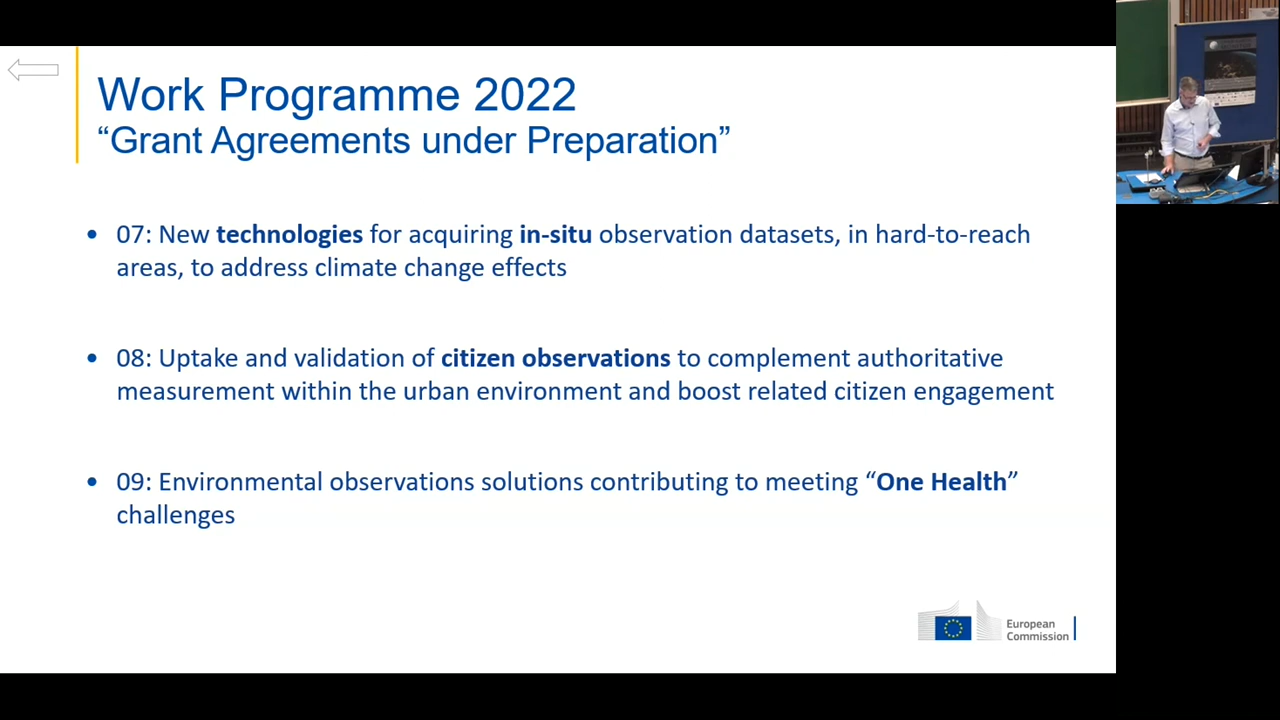 Work Programme 2022
“Grant Agreements under Preparation”
• 07: New technologies for acquiring in-situ observation datasets, in hard-to-reach
areas, to address climate change effects
• 08: Uptake and validation of citizen observations to complement authoritative
measurement within the urban environment and boost related citizen engagement
• 09: Environmental observations solutions contributing to meeting “One Health”
challenges
European
Commission